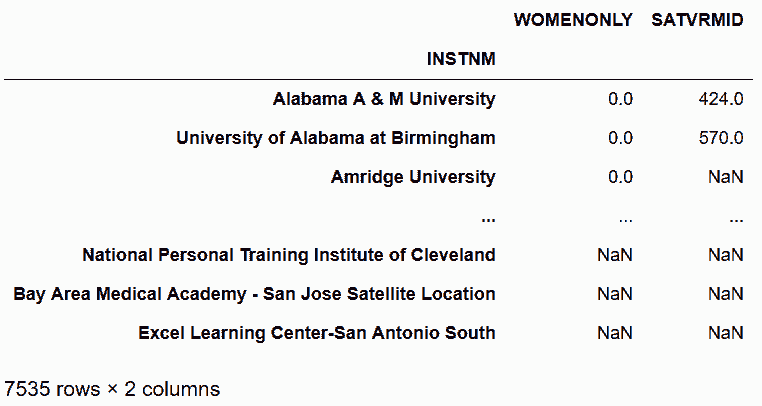 WOMENONLY SATVRMID
INSTNM
Alabama A & M University 0.0 424.0
University of Alabama at Birmingham 0.0 570.0
Amridge University 0.0 NaN
... ... ...
National Personal Training Institute of Cleveland NaN NaN
Bay Area Medical Academy - San Jose Satellite Location NaN NaN
Excel Learning Center-San Antonio South NaN NaN
7535 rows × 2 columns